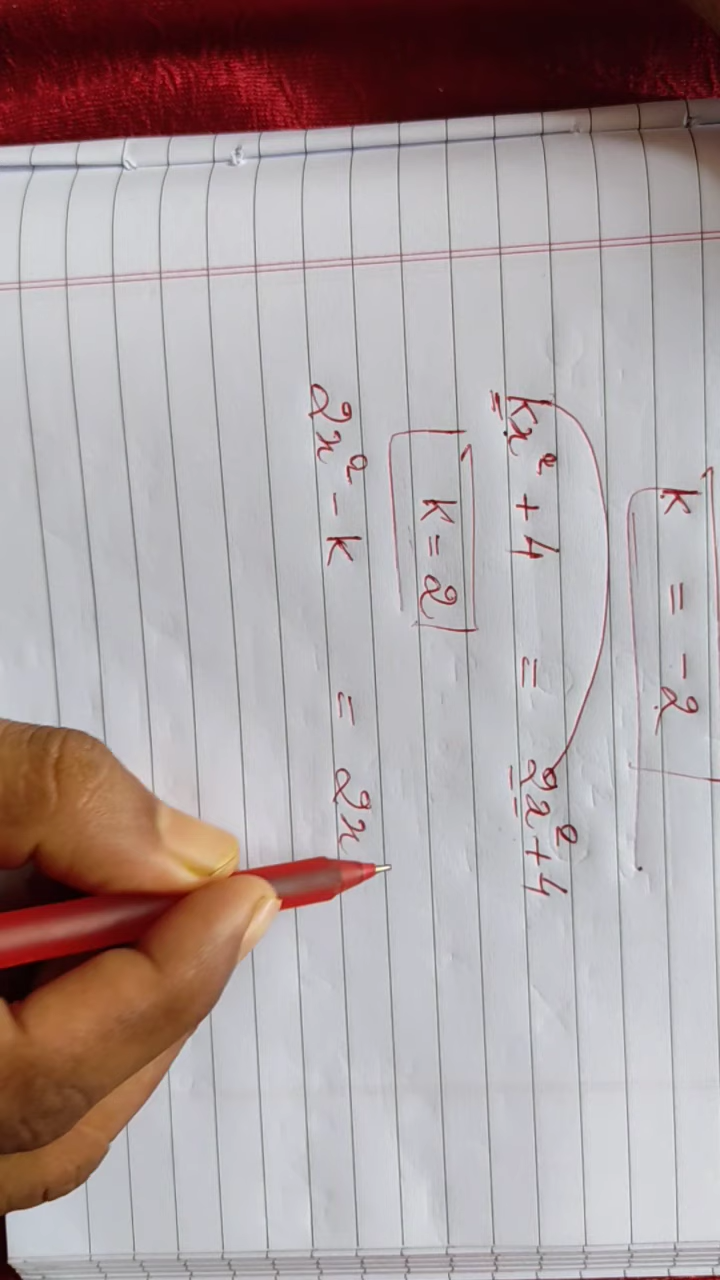 k = -2
kx² + 4 = 2x² + 4
k = 2
2x² - k = 2x